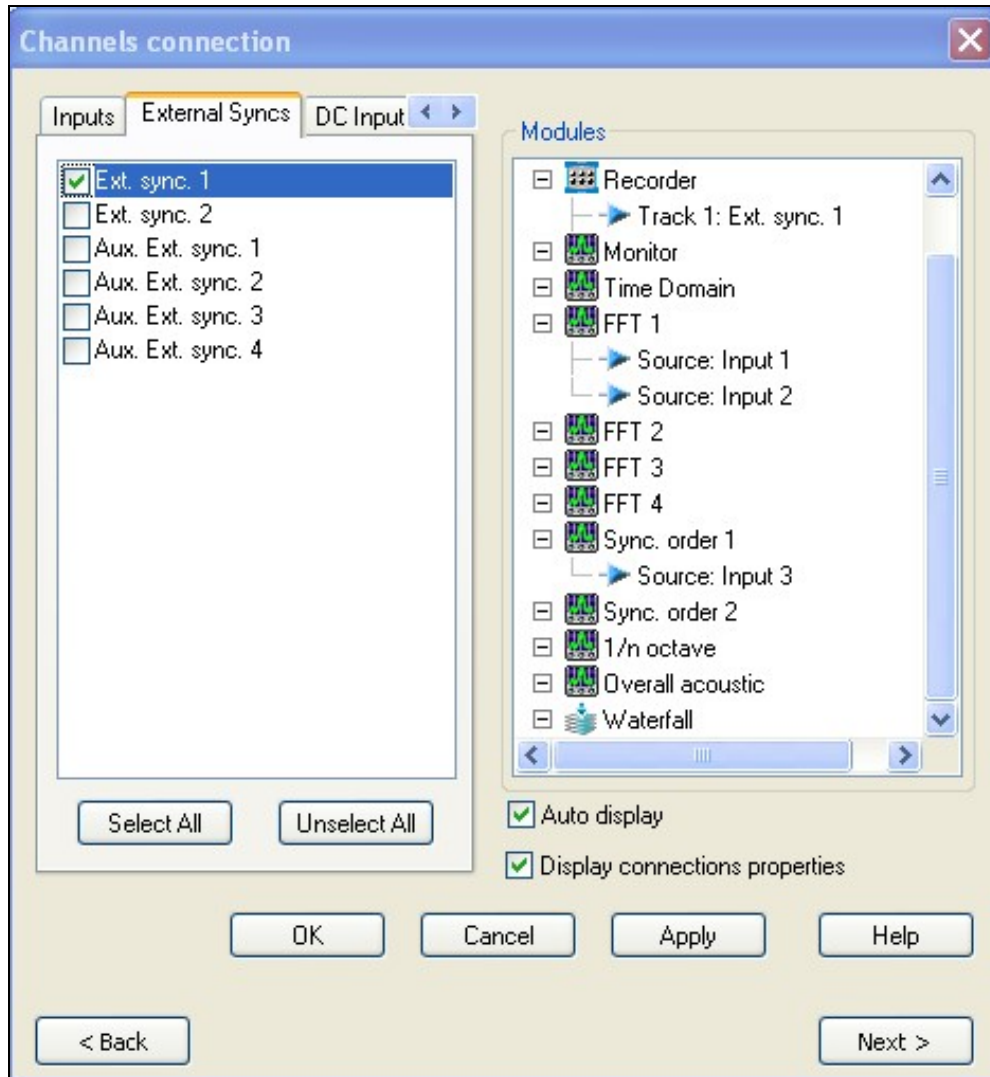 Channels connection
Inputs
External Syncs
DC Input
Ext. sync. 1
Ext. sync. 2
Aux. Ext. sync. 1
Aux. Ext. sync. 2
Aux. Ext. sync. 3
Aux. Ext. sync. 4
Select All
Unselect All
Modules
Recorder
Track 1: Ext. sync. 1
Monitor
Time Domain
FFT 1
Source: Input 1
Source: Input 2
FFT 2
FFT 3
FFT 4
Sync. order 1
Source: Input 3
Sync. order 2
1/n octave
Overall acoustic
Waterfall
Auto display
Display connections properties
OK
Cancel
Apply
Help
< Back
Next >